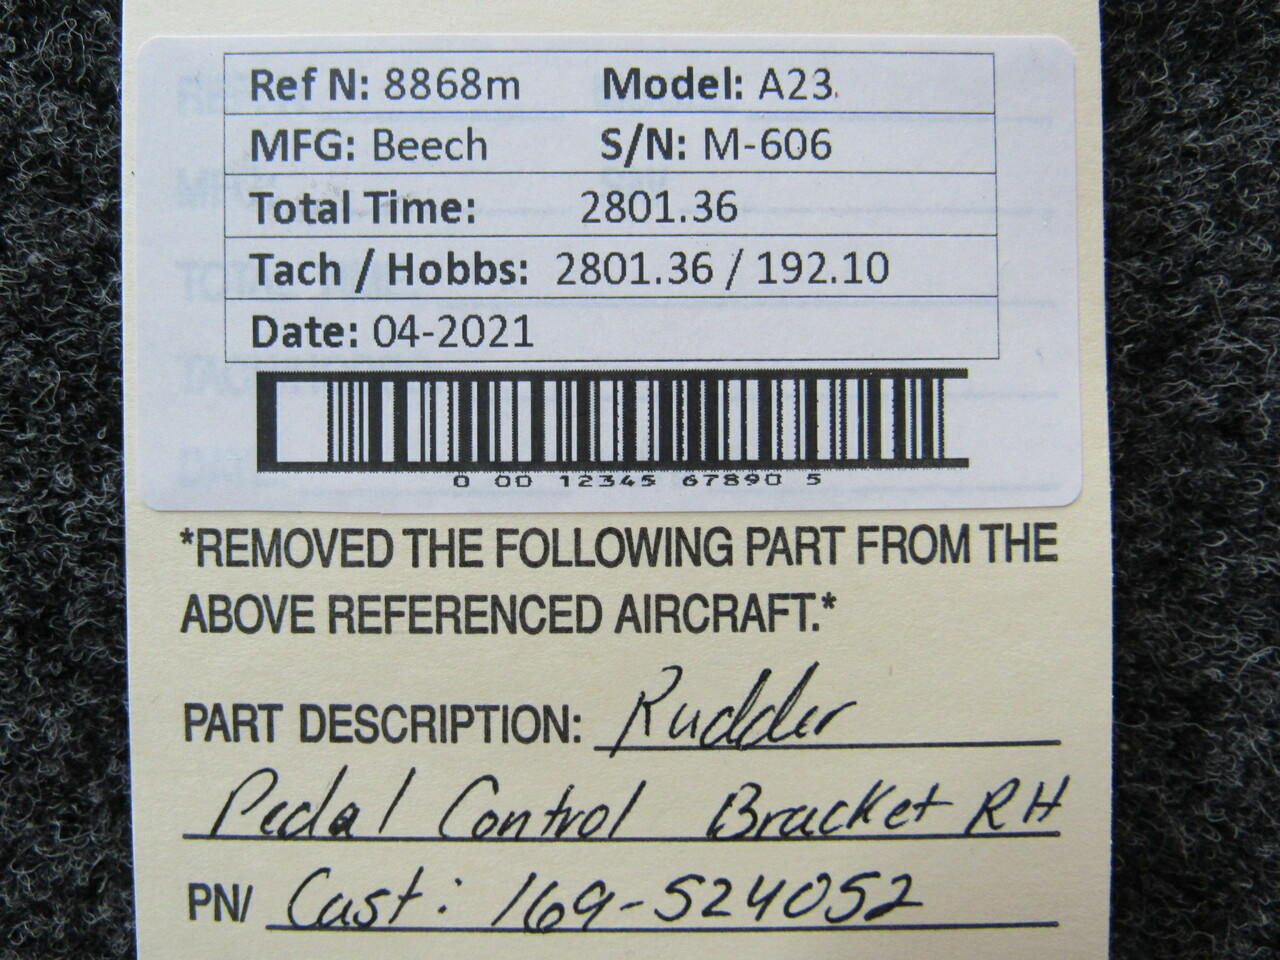 Ref N: 8868m Model: A23.
MFG: Beech S/N: M-606
Total Time: 2801.36
Tach / Hobbs: 2801.36 / 192.10
Date: 04-2021
0 00 12345 67890 5
*REMOVED THE FOLLOWING PART FROM THE
ABOVE REFERENCED AIRCRAFT.*
PART DESCRIPTION: Rudder
Pedal Control Bracket RH
PN/ Cast: 169-524052